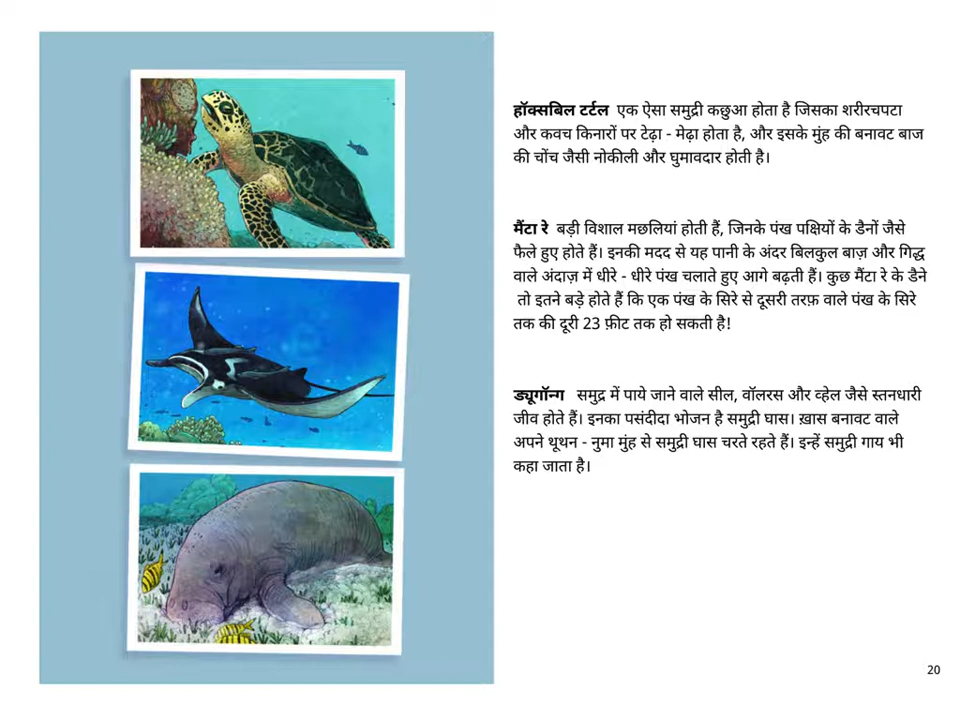 हॉक्सबिल टर्टल एक ऐसा समुद्री कछुआ होता है जिसका शरीरचपटा
और कवच किनारों पर टेढ़ा - मेढ़ा होता है, और इसके मुंह की बनावट बाज
की चोंच जैसी नोकीली और घुमावदार होती है।
मैंटा रे बड़ी विशाल मछलियां होती हैं, जिनके पंख पक्षियों के डैनों जैसे
फैले हुए होते हैं। इनकी मदद से यह पानी के अंदर बिलकुल बाज़ और गिद्ध
वाले अंदाज़ में धीरे - धीरे पंख चलाते हुए आगे बढ़ती हैं। कुछ मैंटा रे के डैने
तो इतने बड़े होते हैं कि एक पंख के सिरे से दूसरी तरफ़ वाले पंख के सिरे
तक की दूरी 23 फ़ीट तक हो सकती है!
ड्यूगॉन्ग समुद्र में पाये जाने वाले सील, वॉलरस और व्हेल जैसे स्तनधारी
जीव होते हैं। इनका पसंदीदा भोजन है समुद्री घास। ख़ास बनावट वाले
अपने थूथन - नुमा मुंह से समुद्री घास चरते रहते हैं। इन्हें समुद्री गाय भी
कहा जाता है।
20